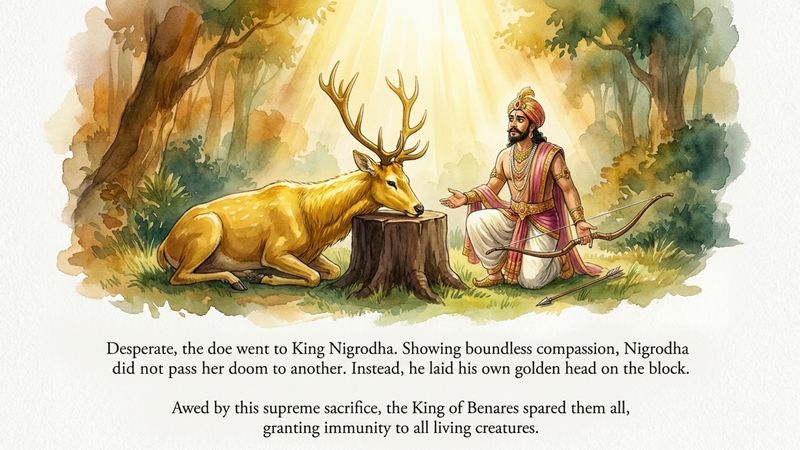 Desperate, the doe went to King Nigrodha. Showing boundless compassion, Nigrodha
did not pass her doom to another. Instead, he laid his own golden head on the block.
Awed by this supreme sacrifice, the King of Benares spared them all,
granting immunity to all living creatures.